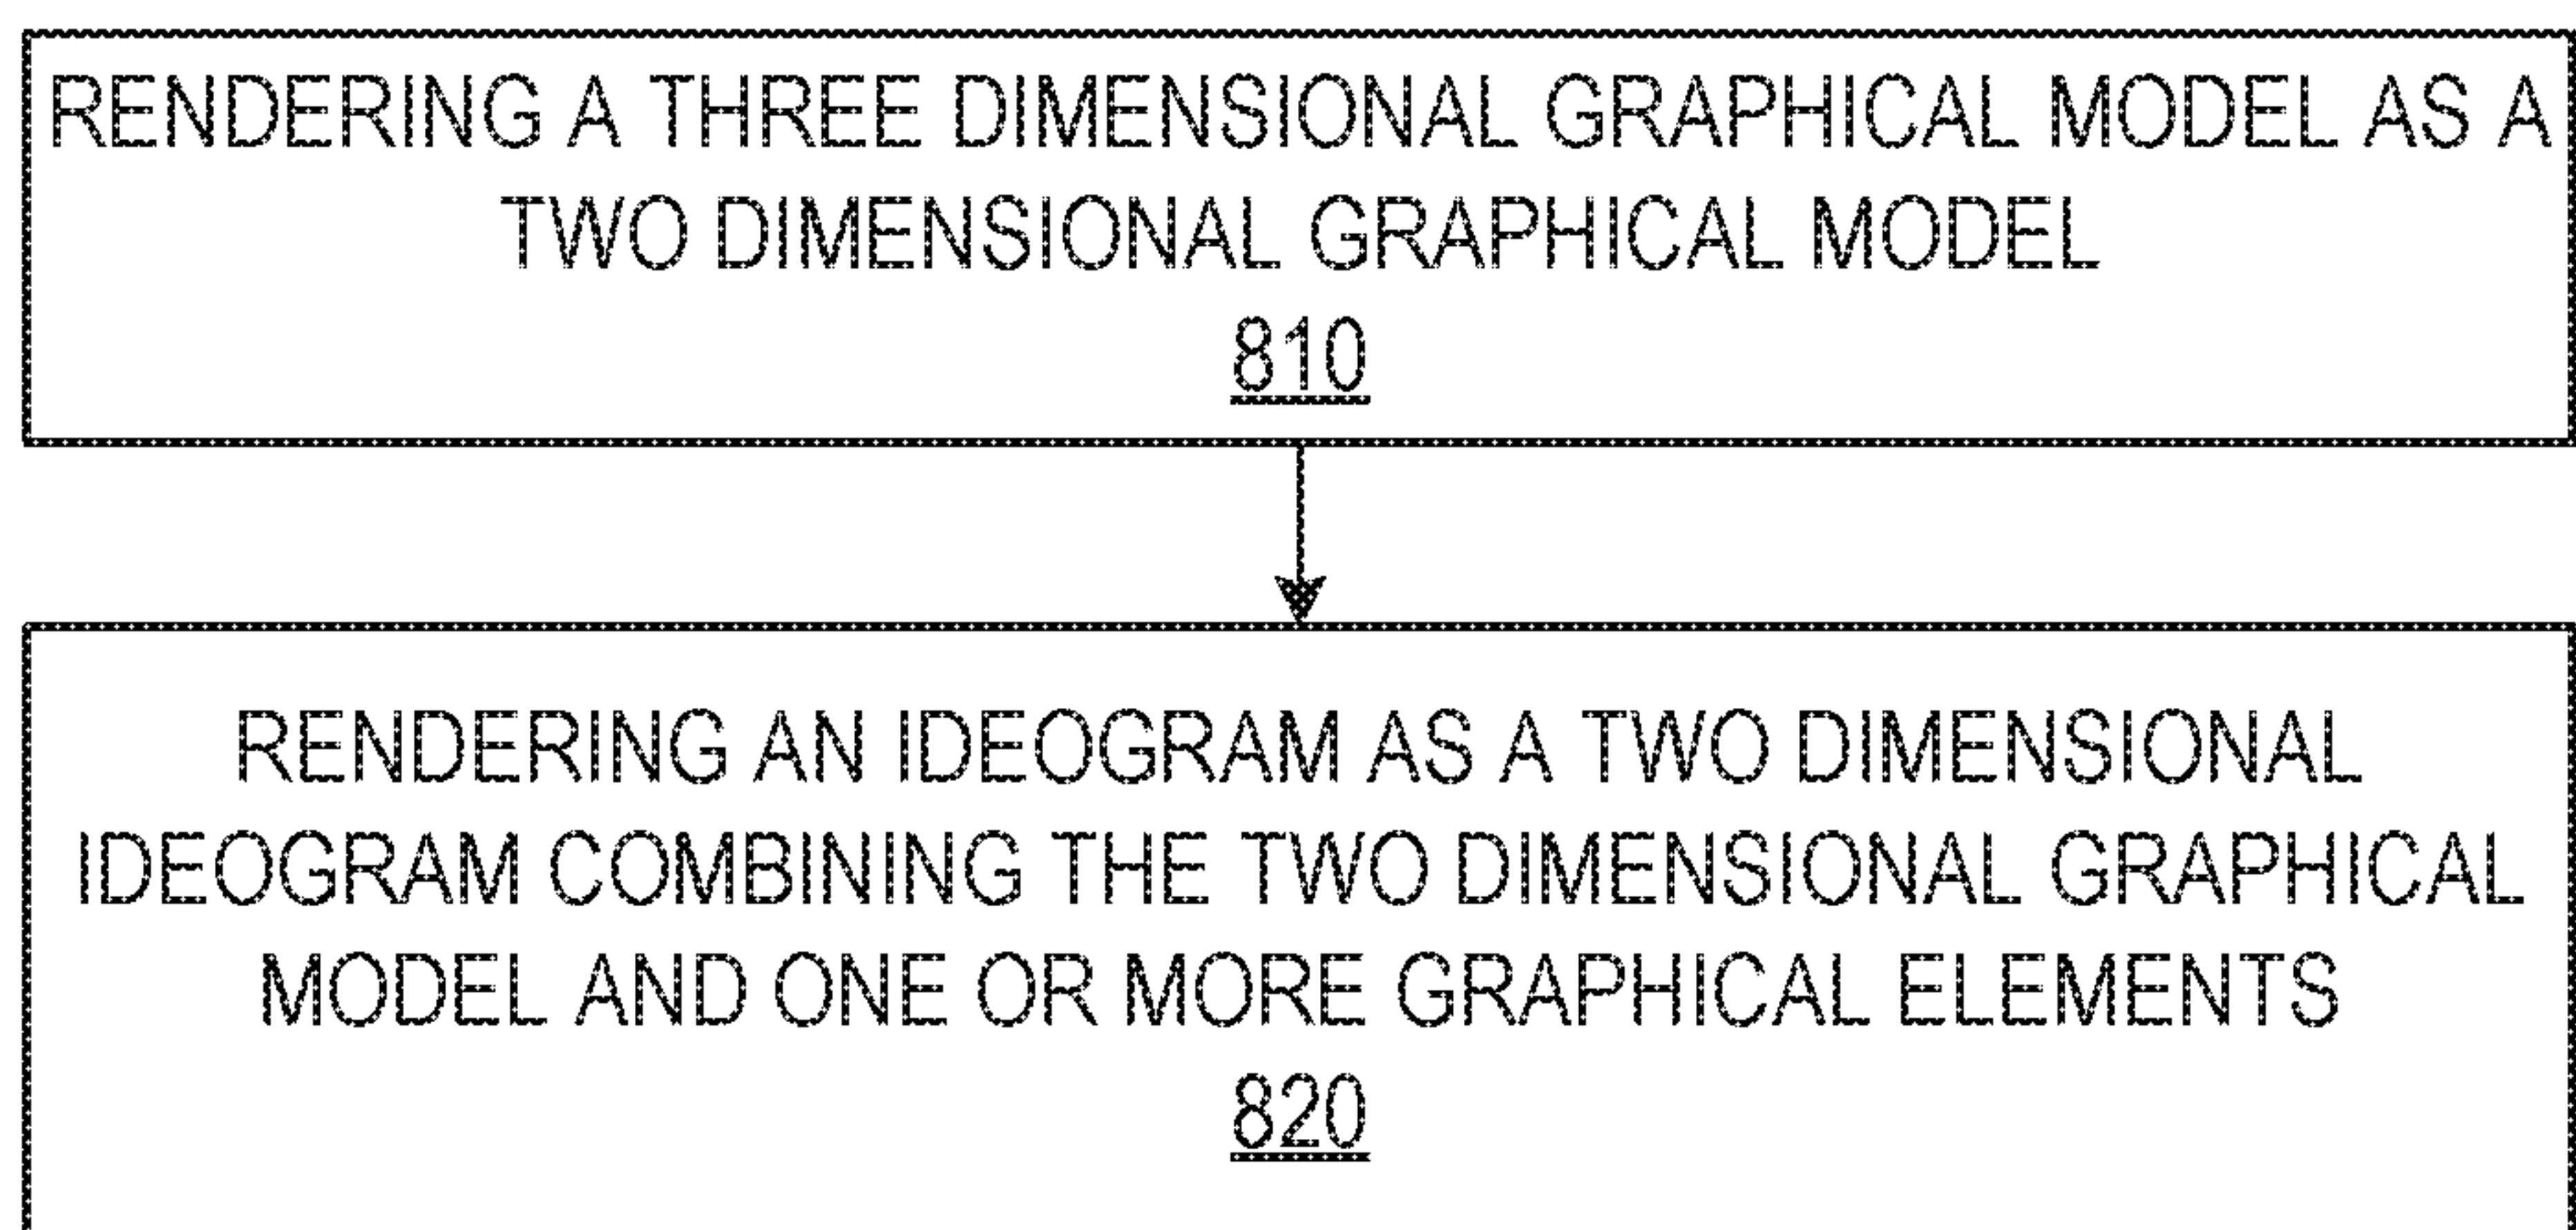 RENDERING A THREE DIMENSIONAL GRAPHICAL MODEL AS A
TWO DIMENSIONAL GRAPHICAL MODEL
810
RENDERING AN IDEOGRAM AS A TWO DIMENSIONAL
IDEOGRAM COMBINING THE TWO DIMENSIONAL GRAPHICAL
MODEL AND ONE OR MORE GRAPHICAL ELEMENTS
820